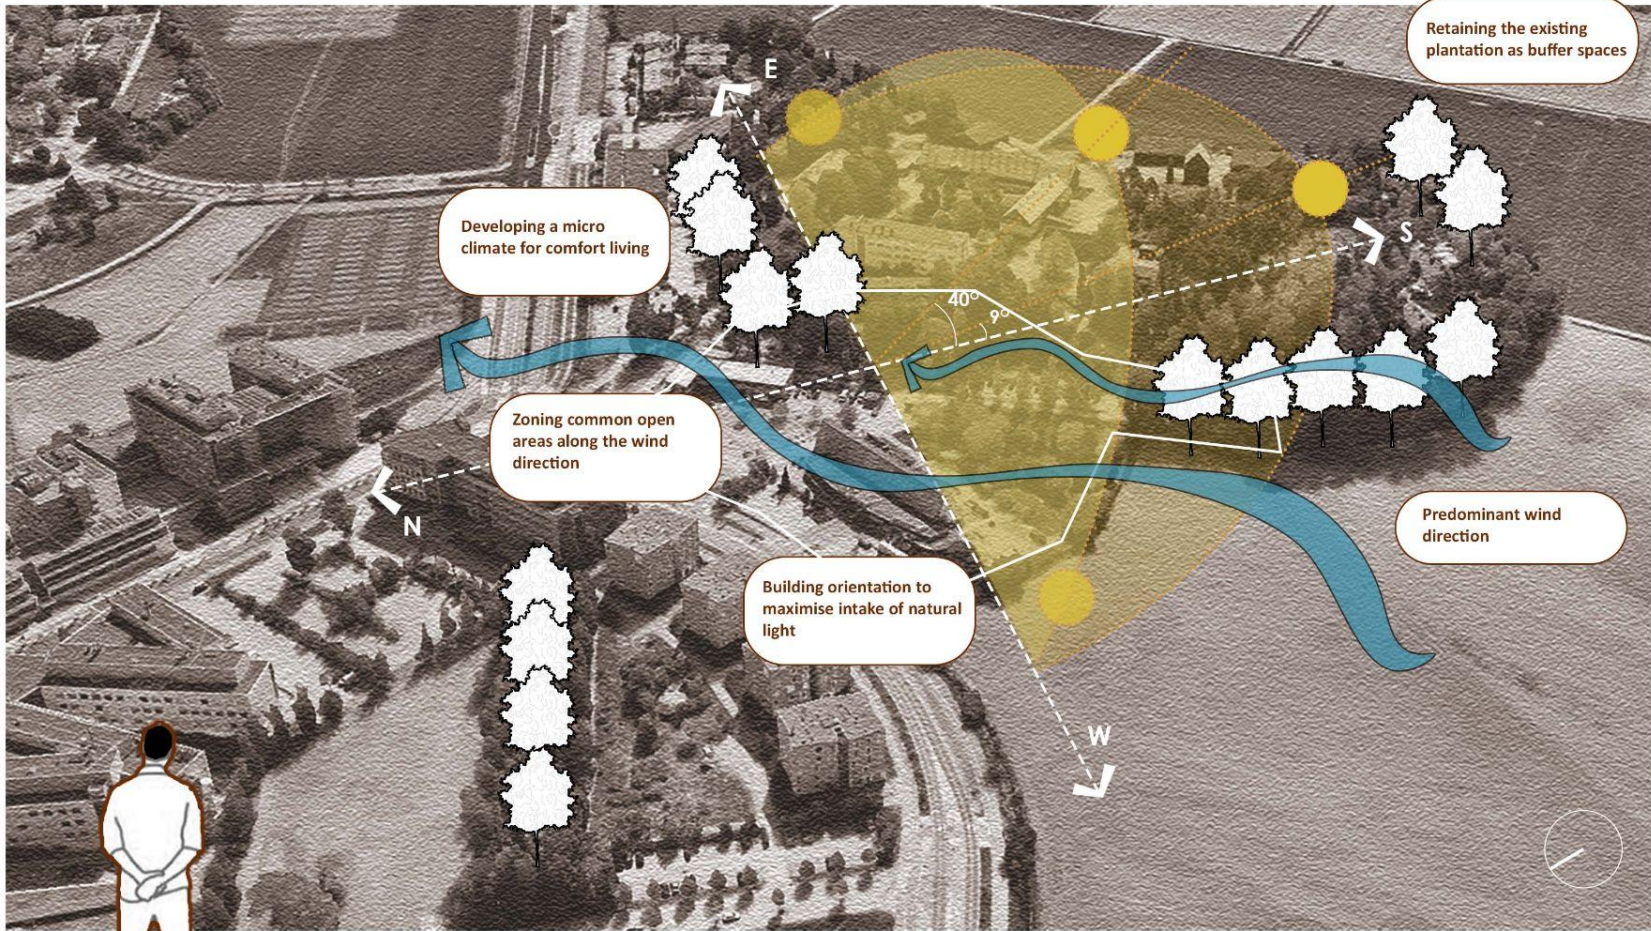 Retaining the existing
plantation as buffer spaces
E
Developing a micro
climate for comfort living
S
40°
9°
Zoning common open
areas along the wind
direction
N
Predominant wind
direction
Building orientation to
maximise intake of natural
light
W